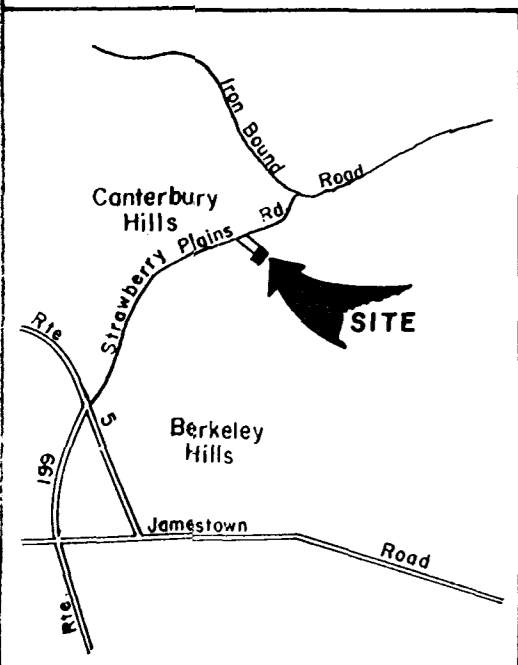 Iron Bound Road
Canterbury
Hills
Strawberry Plains Rd.
SITE
Rte 5
Berkeley
Hills
199
Jamestown Road
Rte.